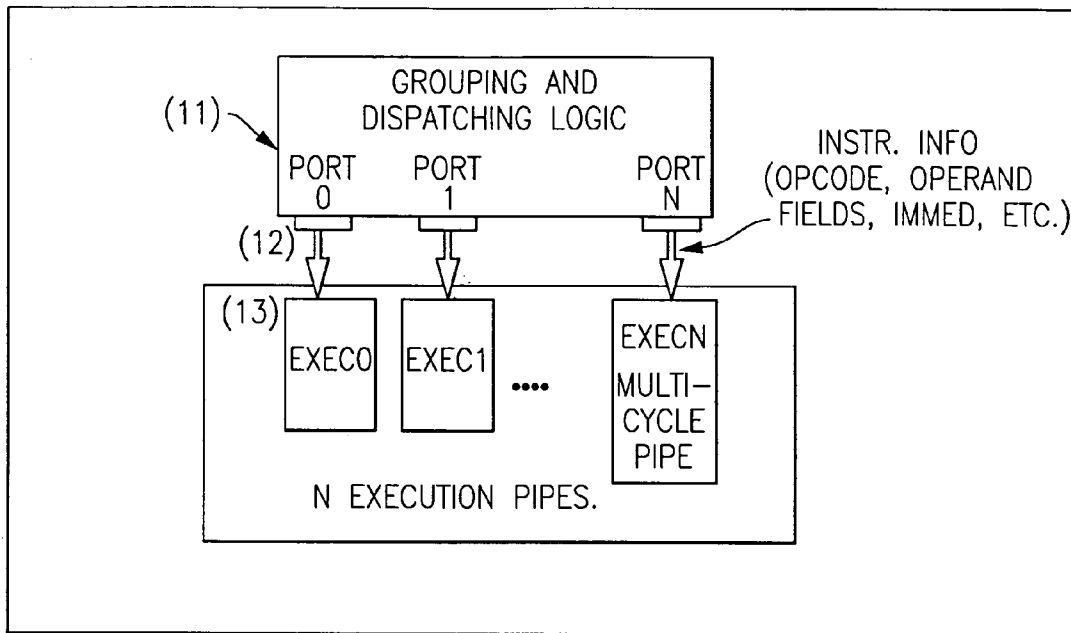 GROUPING AND
DISPATCHING LOGIC
(11)
PORT
0
PORT
1
PORT
N
INSTR. INFO
(OPCODE, OPERAND
FIELDS, IMMED, ETC.)
(12)
(13)
EXEC0
EXEC1
....
EXECN
MULTI-
CYCLE
PIPE
N EXECUTION PIPES.